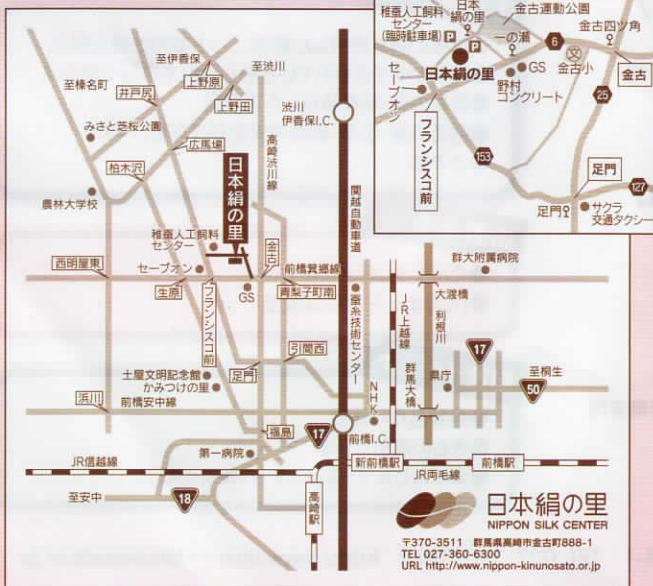 稚蚕人工飼料
センター
(臨時駐車場)
P
日本
絹の里
P
金古運動公園
一の瀬
6
文
金古小
金古四ツ角
金古
日本絹の里
GS
野村
コンクリート
セーブオン
フランシスコ前
25
153
足門
127
足門
サクラ
交通タクシー
至伊香保
至渋川
至榛名町
井戸尻
上野原
上野田
渋川
伊香保I.C.
みさと芝桜公園
広馬場
高崎渋川線
柏木沢
日本絹の里
関越自動車道
農林大学校
稚蚕人工飼料
センター
金古
西明屋東
セーブオン
前橋箕郷線
群大附属病院
生原
フランシスコ前
GS
青梨子町南
蚕糸技術センター
JR上越線
大渡橋
利根川
引間西
17
土屋文明記念館
かみつけの里
足門
群馬大橋
県庁
至桐生
50
浜川
前橋安中線
NHK
福島
17
前橋I.C.
第一病院
JR信越線
新前橋駅
前橋駅
JR両毛線
至安中
18
高崎駅
日本絹の里
NIPPON SILK CENTER
〒370-3511 群馬県高崎市金古町888-1
TEL 027-360-6300
URL http://www.nippon-kinunosato.or.jp